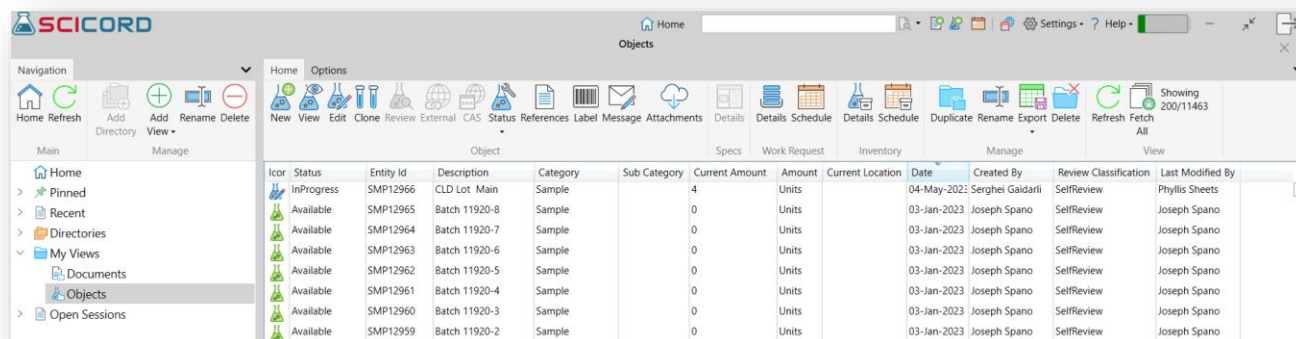 SCICORD
Home
Settings
? Help
Objects
Navigation
Home Refresh
Add Directory
Add View
Rename Delete
Main
Manage
Home Options
New View Edit Clone Review External CAS Status References Label Message Attachments
Object
Details
Specs
Details Schedule
Work Request
Details Schedule
Inventory
Duplicate Rename Export Delete
Manage
Refresh Fetch All
Showing 200/11463
View
Home
Pinned
Recent
Directories
My Views
Documents
Objects
Open Sessions
Icor Status Entity Id Description Category Sub Category Current Amount Amount Current Location Date Created By Review Classification Last Modified By
InProgress SMP12966 CLD Lot Main Sample 4 Units 04-May-2023 Serghei Gaidarli SelfReview Phyllis Sheets
Available SMP12965 Batch 11920-8 Sample 0 Units 03-Jan-2023 Joseph Spano SelfReview Joseph Spano
Available SMP12964 Batch 11920-7 Sample 0 Units 03-Jan-2023 Joseph Spano SelfReview Joseph Spano
Available SMP12963 Batch 11920-6 Sample 0 Units 03-Jan-2023 Joseph Spano SelfReview Joseph Spano
Available SMP12962 Batch 11920-5 Sample 0 Units 03-Jan-2023 Joseph Spano SelfReview Joseph Spano
Available SMP12961 Batch 11920-4 Sample 0 Units 03-Jan-2023 Joseph Spano SelfReview Joseph Spano
Available SMP12960 Batch 11920-3 Sample 0 Units 03-Jan-2023 Joseph Spano SelfReview Joseph Spano
Available SMP12959 Batch 11920-2 Sample 0 Units 03-Jan-2023 Joseph Spano SelfReview Joseph Spano